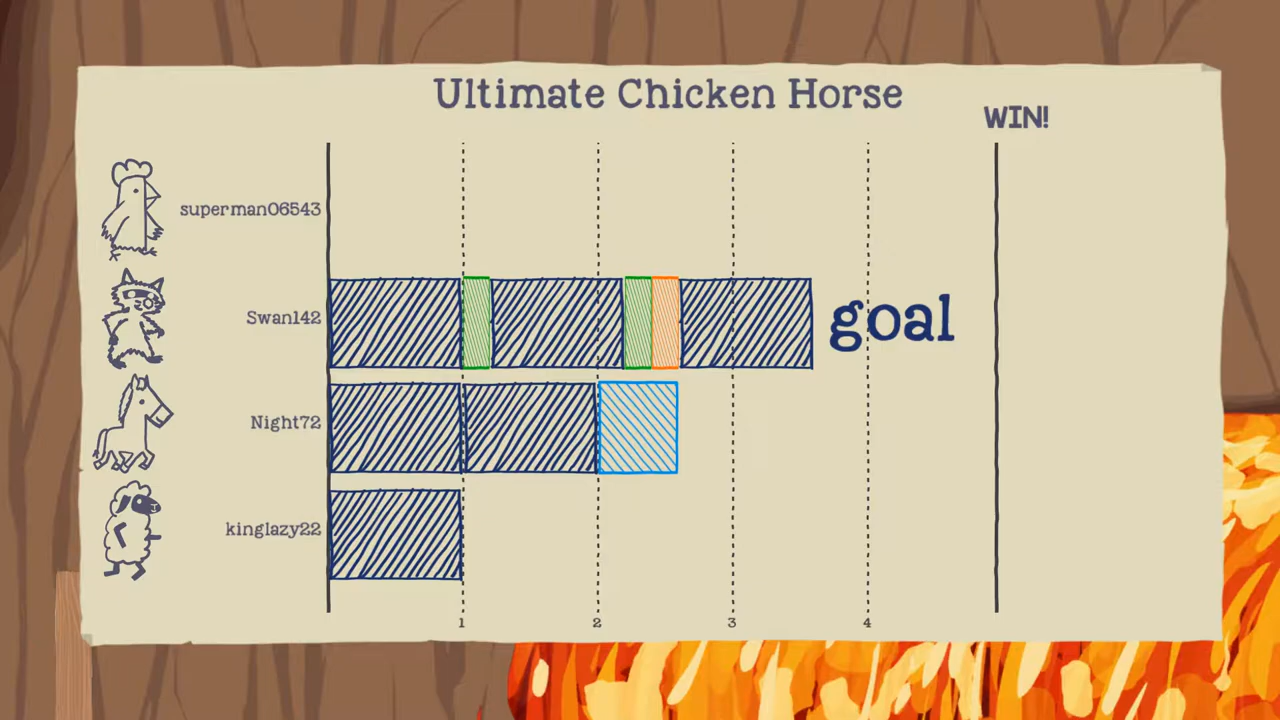 Ultimate Chicken Horse
WIN!
superman06543
Swan142
goal
Night72
kinglazy22
1 2 3 4